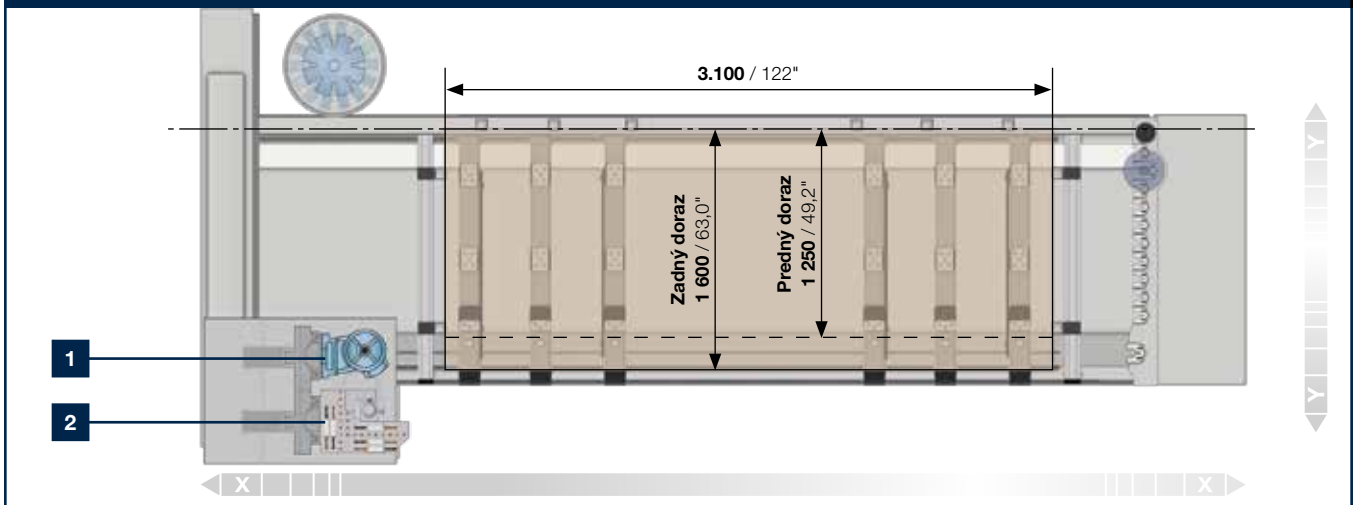 3.100 / 122"
Zadný doraz
1 600 / 63,0"
Predný doraz
1 250 / 49,2"
Y
1
2
Y
X
X